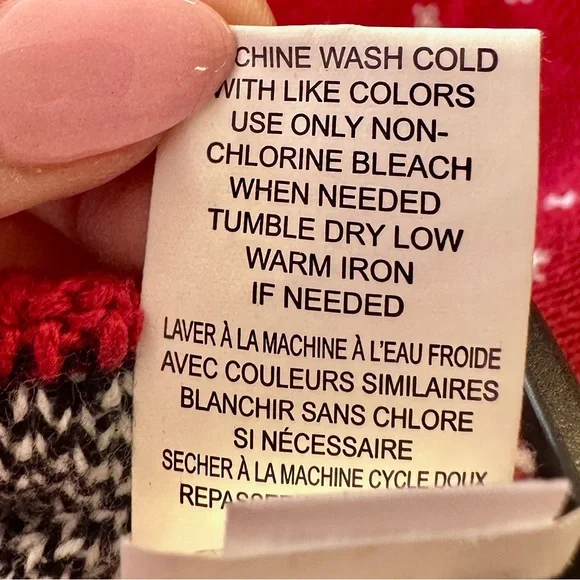 CHINE WASH COLD
WITH LIKE COLORS
USE ONLY NON-
CHLORINE BLEACH
WHEN NEEDED
TUMBLE DRY LOW
WARM IRON
IF NEEDED
LAVER À LA MACHINE À L'EAU FROIDE
AVEC COULEURS SIMILAIRES
BLANCHIR SANS CHLORE
SI NÉCESSAIRE
SECHER À LA MACHINE CYCLE DOUX